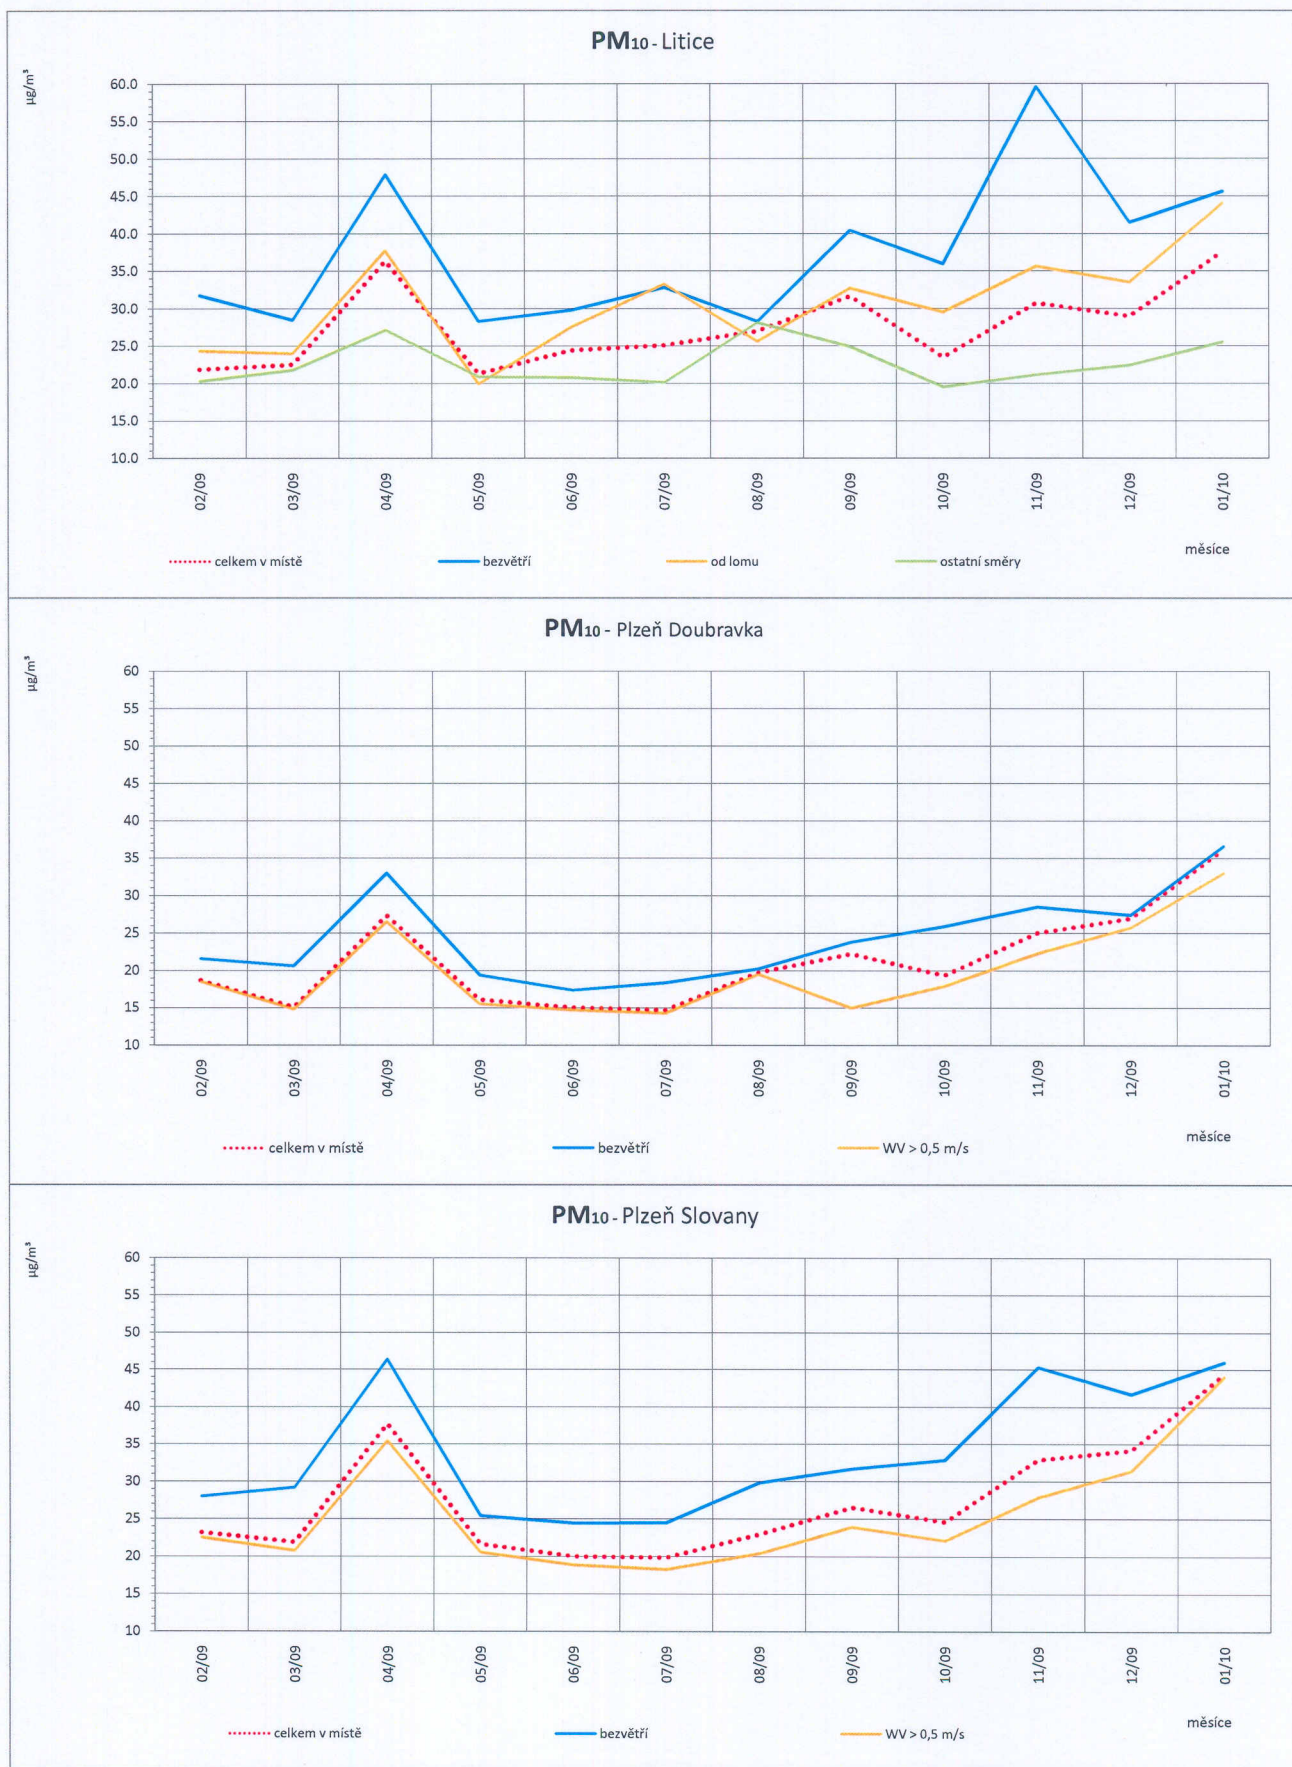 PM10 - Litice
µg/m³
60.0
55.0
50.0
45.0
40.0
35.0
30.0
25.0
20.0
15.0
10.0
02/09 03/09 04/09 05/09 06/09 07/09 08/09 09/09 10/09 11/09 12/09 01/10
měsíce
celkem v místě bezvětří od lomu ostatní směry
PM10 - Plzeň Doubravka
µg/m³
60
55
50
45
40
35
30
25
20
15
10
02/09 03/09 04/09 05/09 06/09 07/09 08/09 09/09 10/09 11/09 12/09 01/10
měsíce
celkem v místě bezvětří WV > 0,5 m/s
PM10 - Plzeň Slovany
µg/m³
60
55
50
45
40
35
30
25
20
15
10
02/09 03/09 04/09 05/09 06/09 07/09 08/09 09/09 10/09 11/09 12/09 01/10
měsíce
celkem v místě bezvětří WV > 0,5 m/s